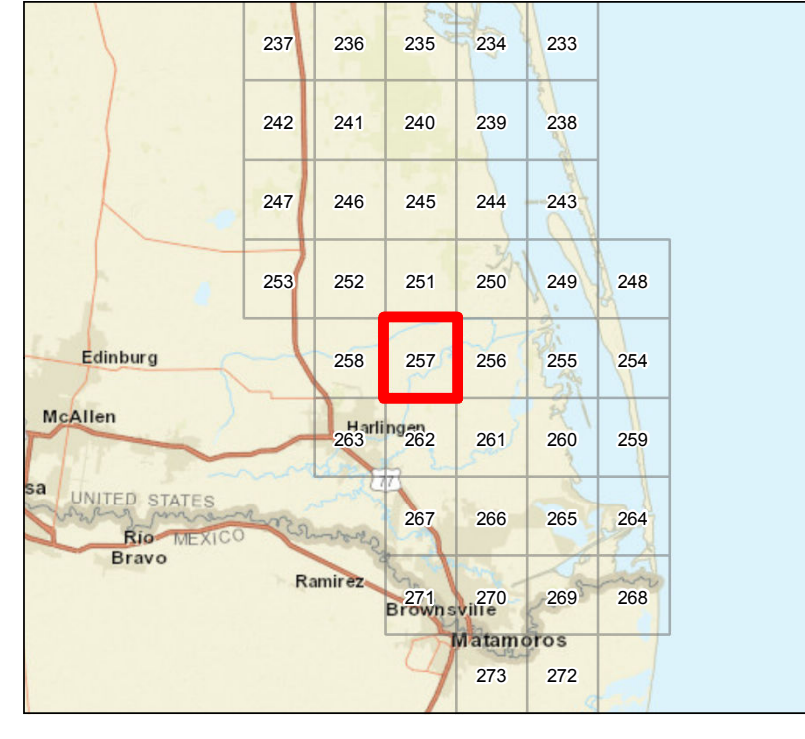 237 236 235 234 233
242 241 240 239 238
247 246 245 244 243
253 252 251 250 249 248
Edinburg
258 257 256 255 254
McAllen
Harlingen
263 262 261 260 259
77
sa
UNITED STATES
267 266 265 264
Rio Bravo
MEXICO
Ramirez
271 270 269 268
Brownsville
Matamoros
273 272